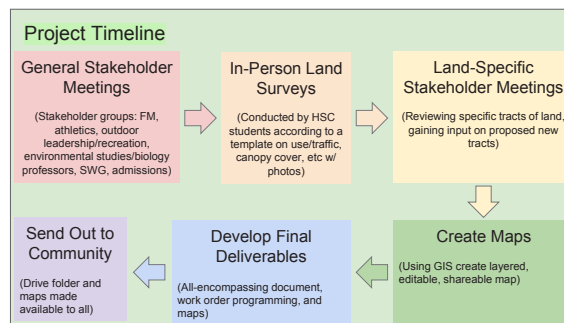 Project Timeline
General Stakeholder
Meetings
(Stakeholder groups: FM,
athletics, outdoor
leadership/recreation,
environmental studies/biology
professors, SWG, admissions)
In-Person Land
Surveys
(Conducted by HSC
students according to a
template on use/traffic,
canopy cover, etc w/
photos)
Land-Specific
Stakeholder Meetings
(Reviewing specific tracts of land,
gaining input on proposed new
tracts)
Create Maps
(Using GIS create layered,
editable, shareable map)
Develop Final
Deliverables
(All-encompassing document,
work order programming, and
maps)
Send Out to
Community
(Drive folder and
maps made
available to all)